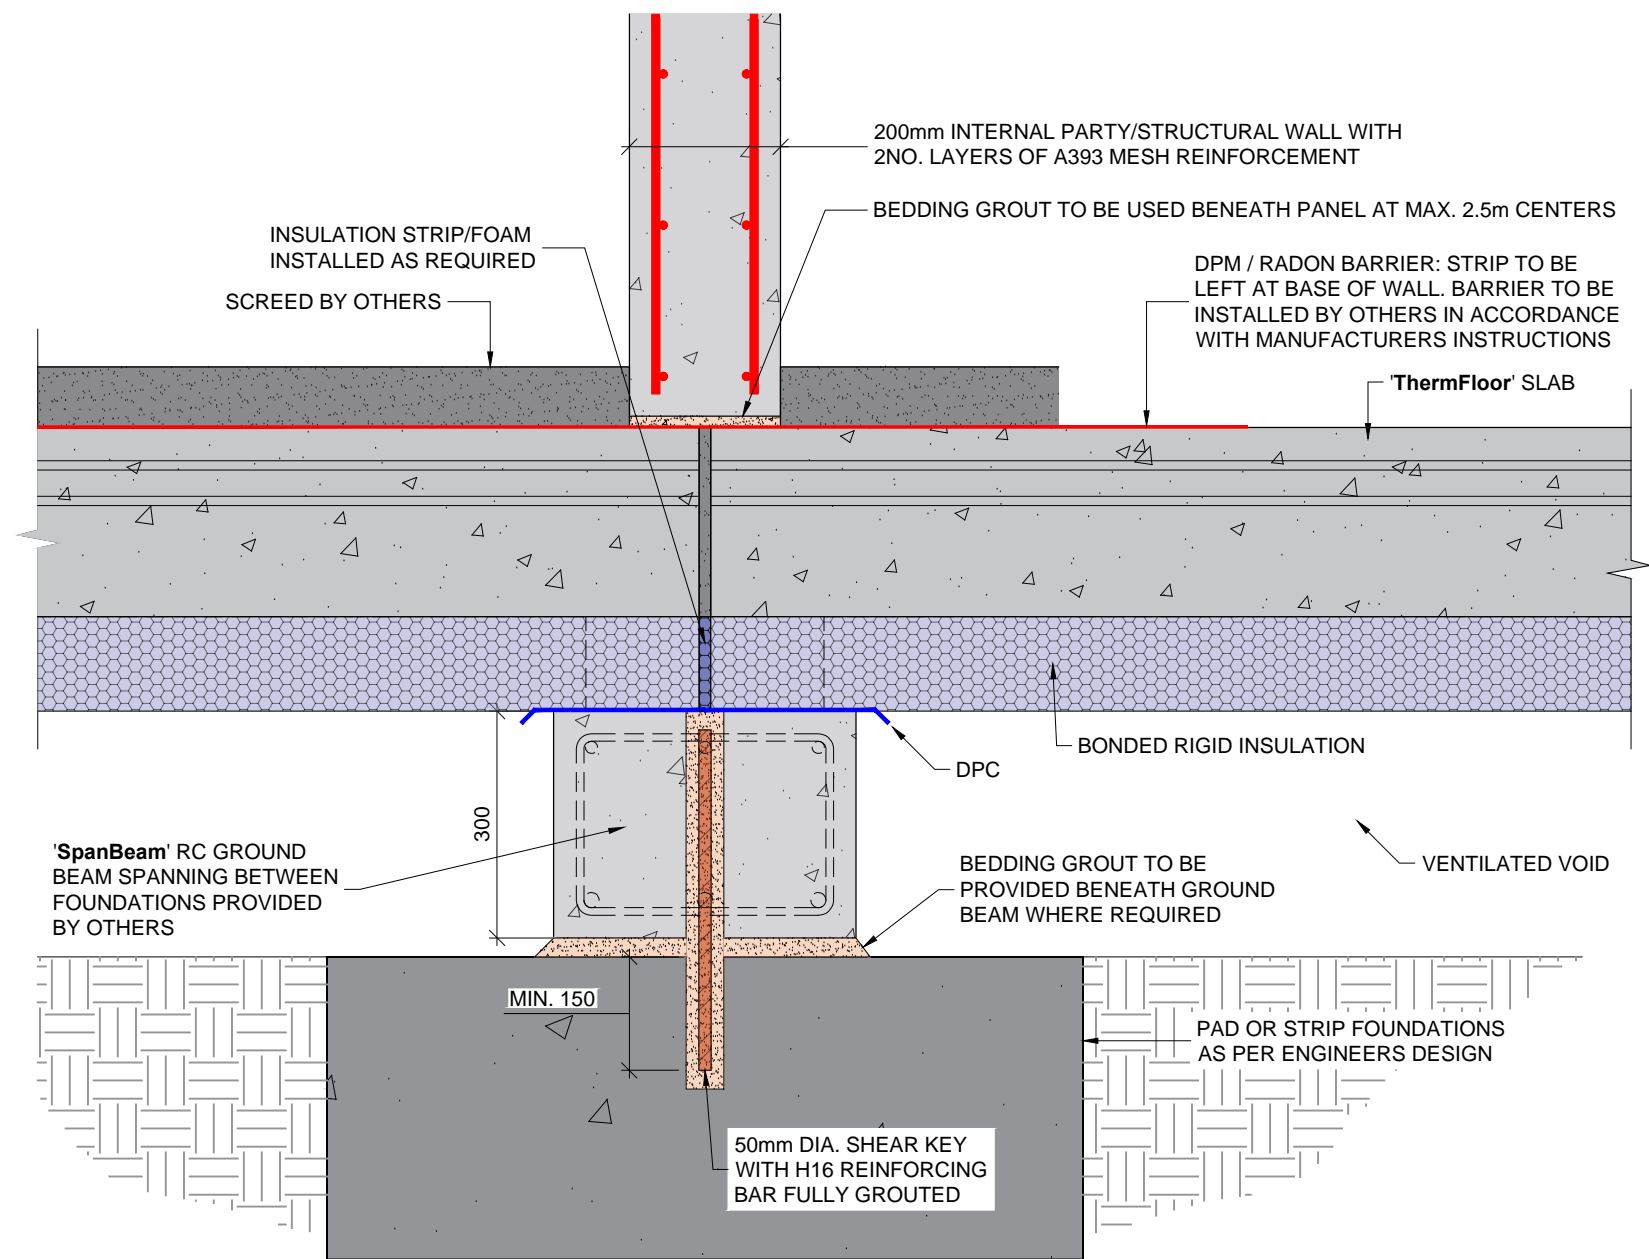 200mm INTERNAL PARTY/STRUCTURAL WALL WITH
2NO. LAYERS OF A393 MESH REINFORCEMENT
BEDDING GROUT TO BE USED BENEATH PANEL AT MAX. 2.5m CENTERS
INSULATION STRIP/FOAM
INSTALLED AS REQUIRED
SCREED BY OTHERS
DPM / RADON BARRIER: STRIP TO BE
LEFT AT BASE OF WALL. BARRIER TO BE
INSTALLED BY OTHERS IN ACCORDANCE
WITH MANUFACTURERS INSTRUCTIONS
'ThermFloor' SLAB
BONDED RIGID INSULATION
DPC
300
'SpanBeam' RC GROUND
BEAM SPANNING BETWEEN
FOUNDATIONS PROVIDED
BY OTHERS
BEDDING GROUT TO BE
PROVIDED BENEATH GROUND
BEAM WHERE REQUIRED
VENTILATED VOID
MIN. 150
PAD OR STRIP FOUNDATIONS
AS PER ENGINEERS DESIGN
50mm DIA. SHEAR KEY
WITH H16 REINFORCING
BAR FULLY GROUTED